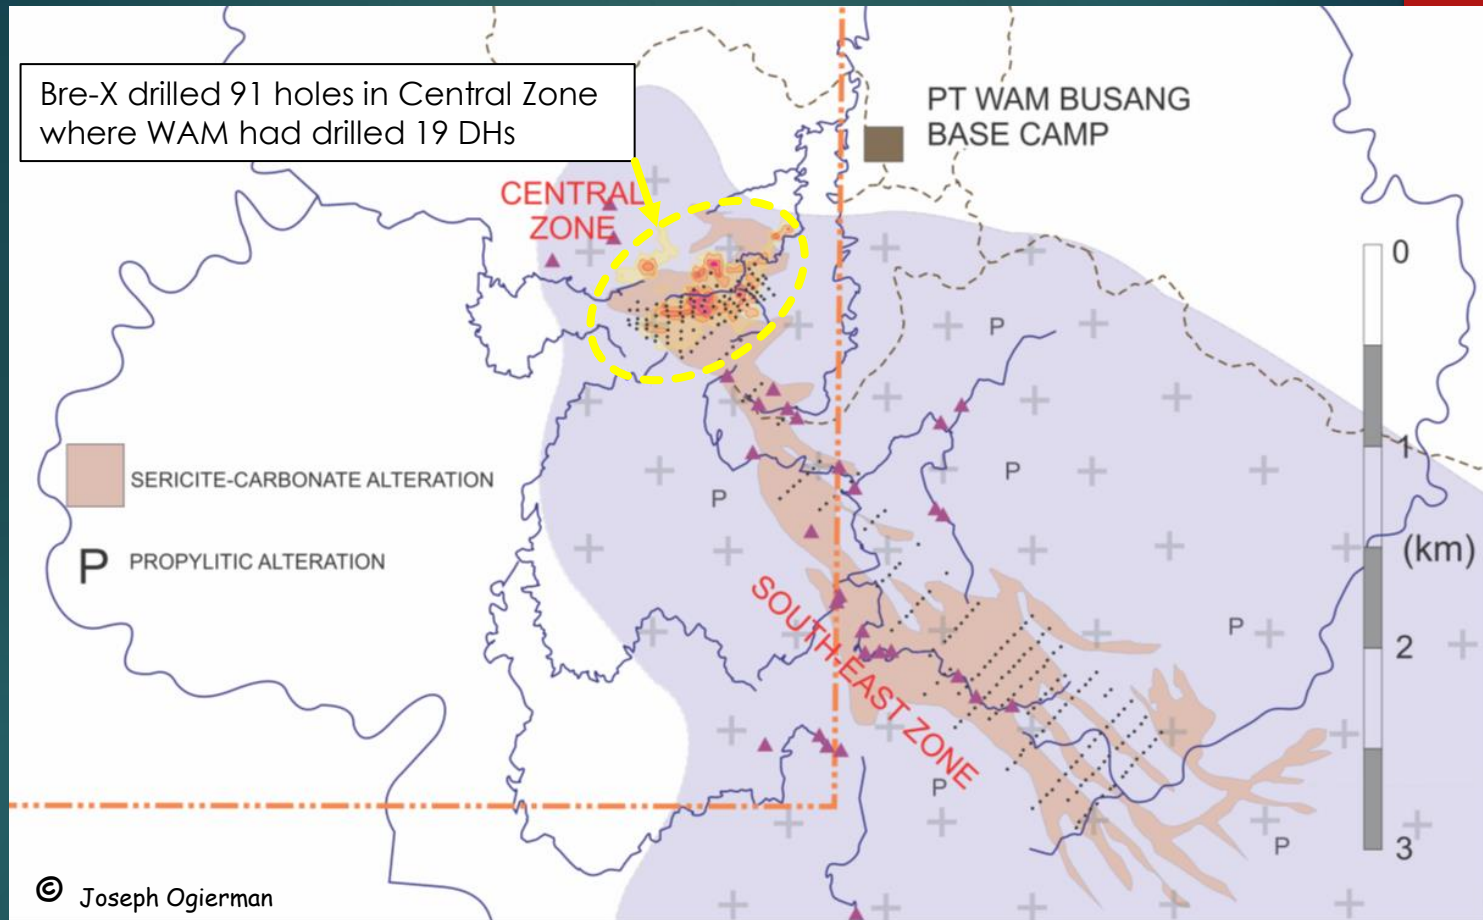 Bre-X drilled 91 holes in Central Zone
where WAM had drilled 19 DHs
PT WAM BUSANG
BASE CAMP
CENTRAL
ZONE
0
P
1
SERICITE-CARBONATE ALTERATION
P
P
P PROPYLITIC ALTERATION
(km)
SOUTH-EAST ZONE
P
2
P
P
3
© Joseph Ogierman